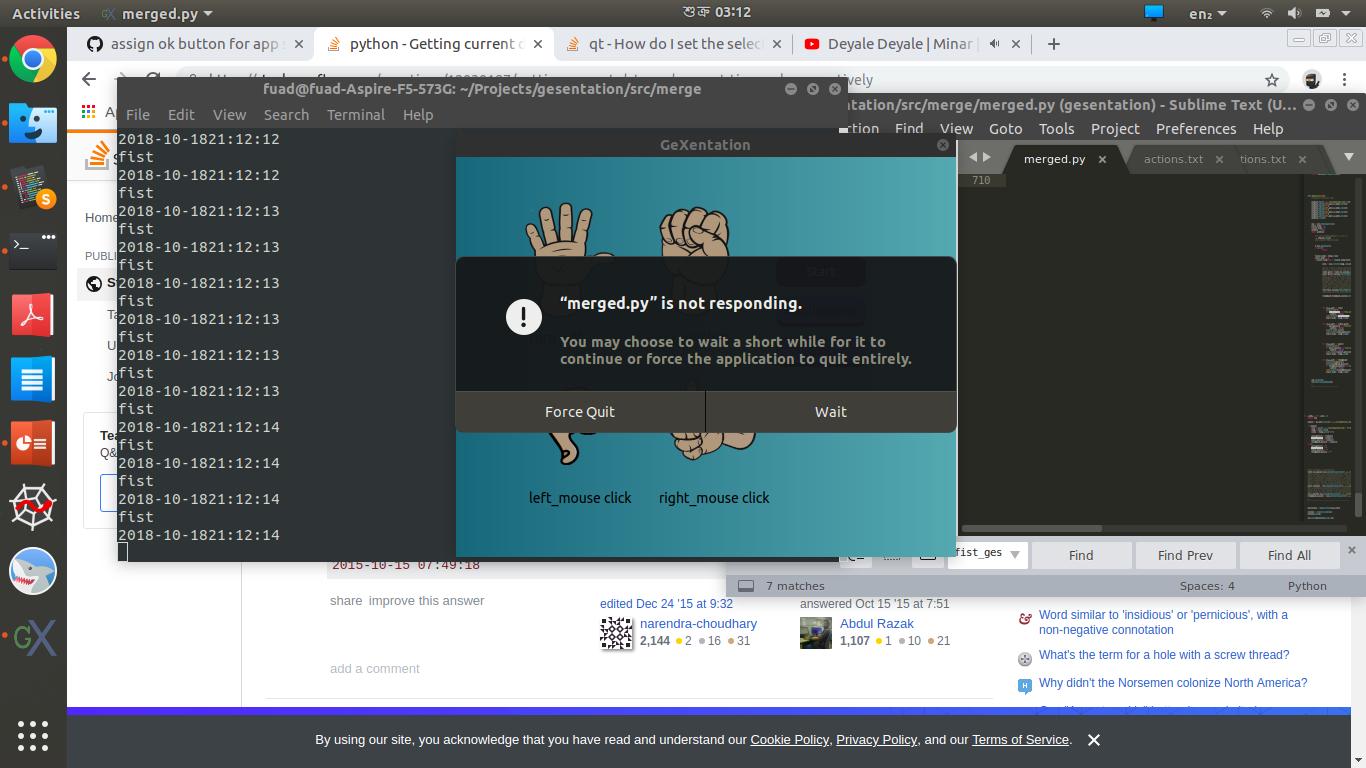 Activities
merged.py
শুক্র 03:12
en₂
assign ok button for app s
python - Getting current d
qt - How do I set the selec
Deyale Deyale | Minar |
fuad@fuad-Aspire-F5-573G: ~/Projects/gesentation/src/merge
ntation/src/merge/merged.py (gesentation) - Sublime Text (U...
File Edit View Search Terminal Help
ction Find View Goto Tools Project Preferences Help
2018-10-1821:12:12
fist
2018-10-1821:12:12
fist
2018-10-1821:12:13
fist
2018-10-1821:12:13
fist
2018-10-1821:12:13
fist
2018-10-1821:12:13
fist
2018-10-1821:12:13
fist
2018-10-1821:12:13
fist
2018-10-1821:12:14
fist
2018-10-1821:12:14
fist
2018-10-1821:12:14
fist
2018-10-1821:12:14
GeXentation
Start
“merged.py” is not responding.
You may choose to wait a short while for it to
continue or force the application to quit entirely.
Force Quit
Wait
left_mouse click
right_mouse click
merged.py
actions.txt
tions.txt
710
Home
PUBLI
S
Ta
U
Jo
Tea
Q&
fist_ges
Find
Find Prev
Find All
7 matches
Spaces: 4
Python
2015-10-15 07:49:18
share improve this answer
edited Dec 24 '15 at 9:32
narendra-choudhary
2,144 2 16 31
answered Oct 15 '15 at 7:51
Abdul Razak
1,107 1 10 21
add a comment
Word similar to 'insidious' or 'pernicious', with a
non-negative connotation
What's the term for a hole with a screw thread?
Why didn't the Norsemen colonize North America?
By using our site, you acknowledge that you have read and understand our Cookie Policy, Privacy Policy, and our Terms of Service.